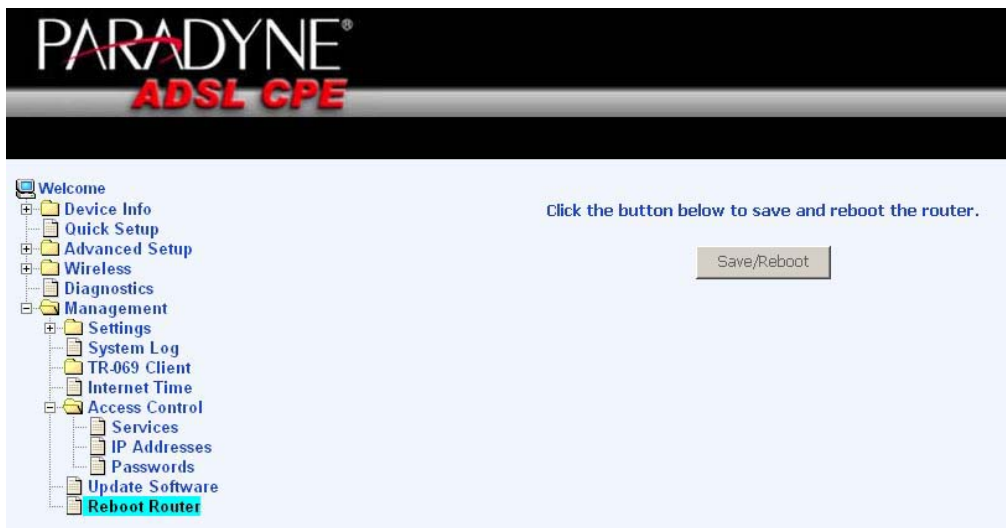 PARADYNE®
ADSL CPE
Welcome
Device Info
Quick Setup
Advanced Setup
Wireless
Diagnostics
Management
Settings
System Log
TR-069 Client
Internet Time
Access Control
Services
IP Addresses
Passwords
Update Software
Reboot Router
Click the button below to save and reboot the router.
Save/Reboot